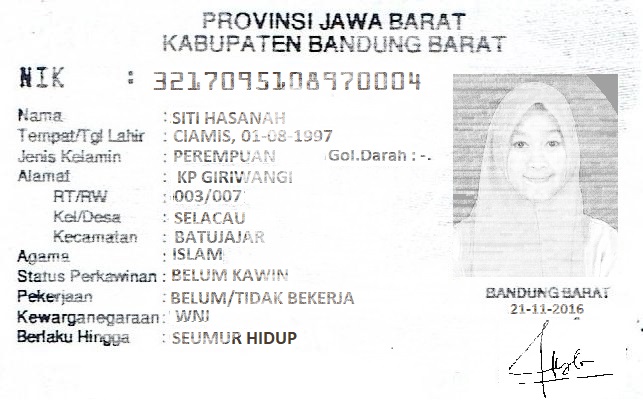 PROVINSI JAWA BARAT
KABUPATEN BANDUNG BARAT
NIK : 3217095108970004
Nama : SITI HASANAH
Tempat/Tgl Lahir : CIAMIS, 01-08-1997
Jenis Kelamin : PEREMPUAN Gol.Darah : -.
Alamat : KP GIRIWANGI
RT/RW : 003/007
Kel/Desa : SELACAU
Kecamatan : BATUJAJAR
Agama : ISLAM
Status Perkawinan : BELUM KAWIN
Pekerjaan : BELUM/TIDAK BEKERJA
Kewarganegaraan : WNI
Berlaku Hingga : SEUMUR HIDUP
BANDUNG BARAT
21-11-2016